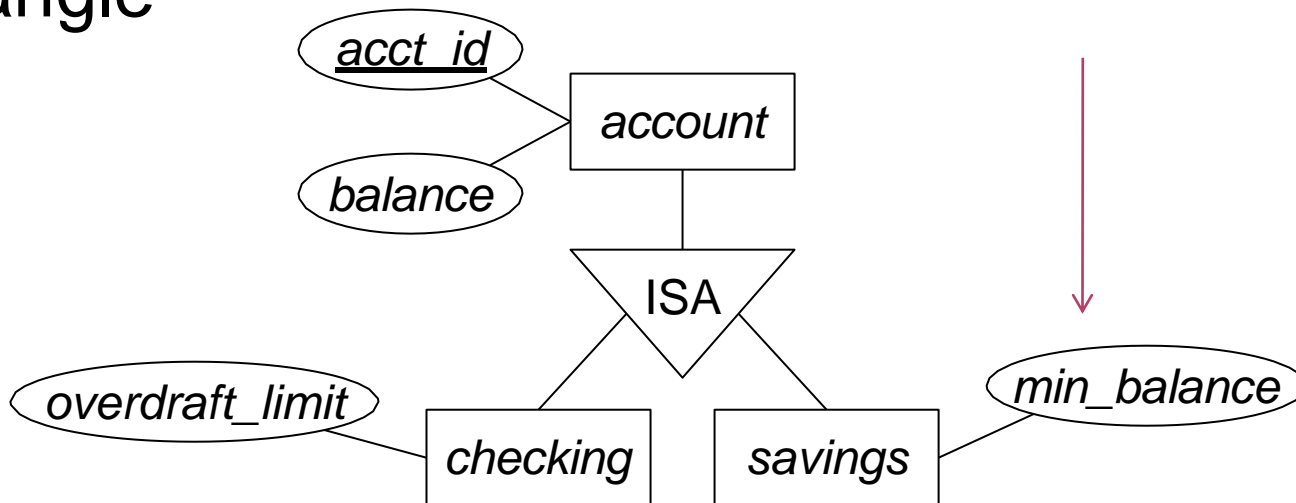 acct_id
account
balance
ISA
overdraft_limit
min_balance
checking
savings